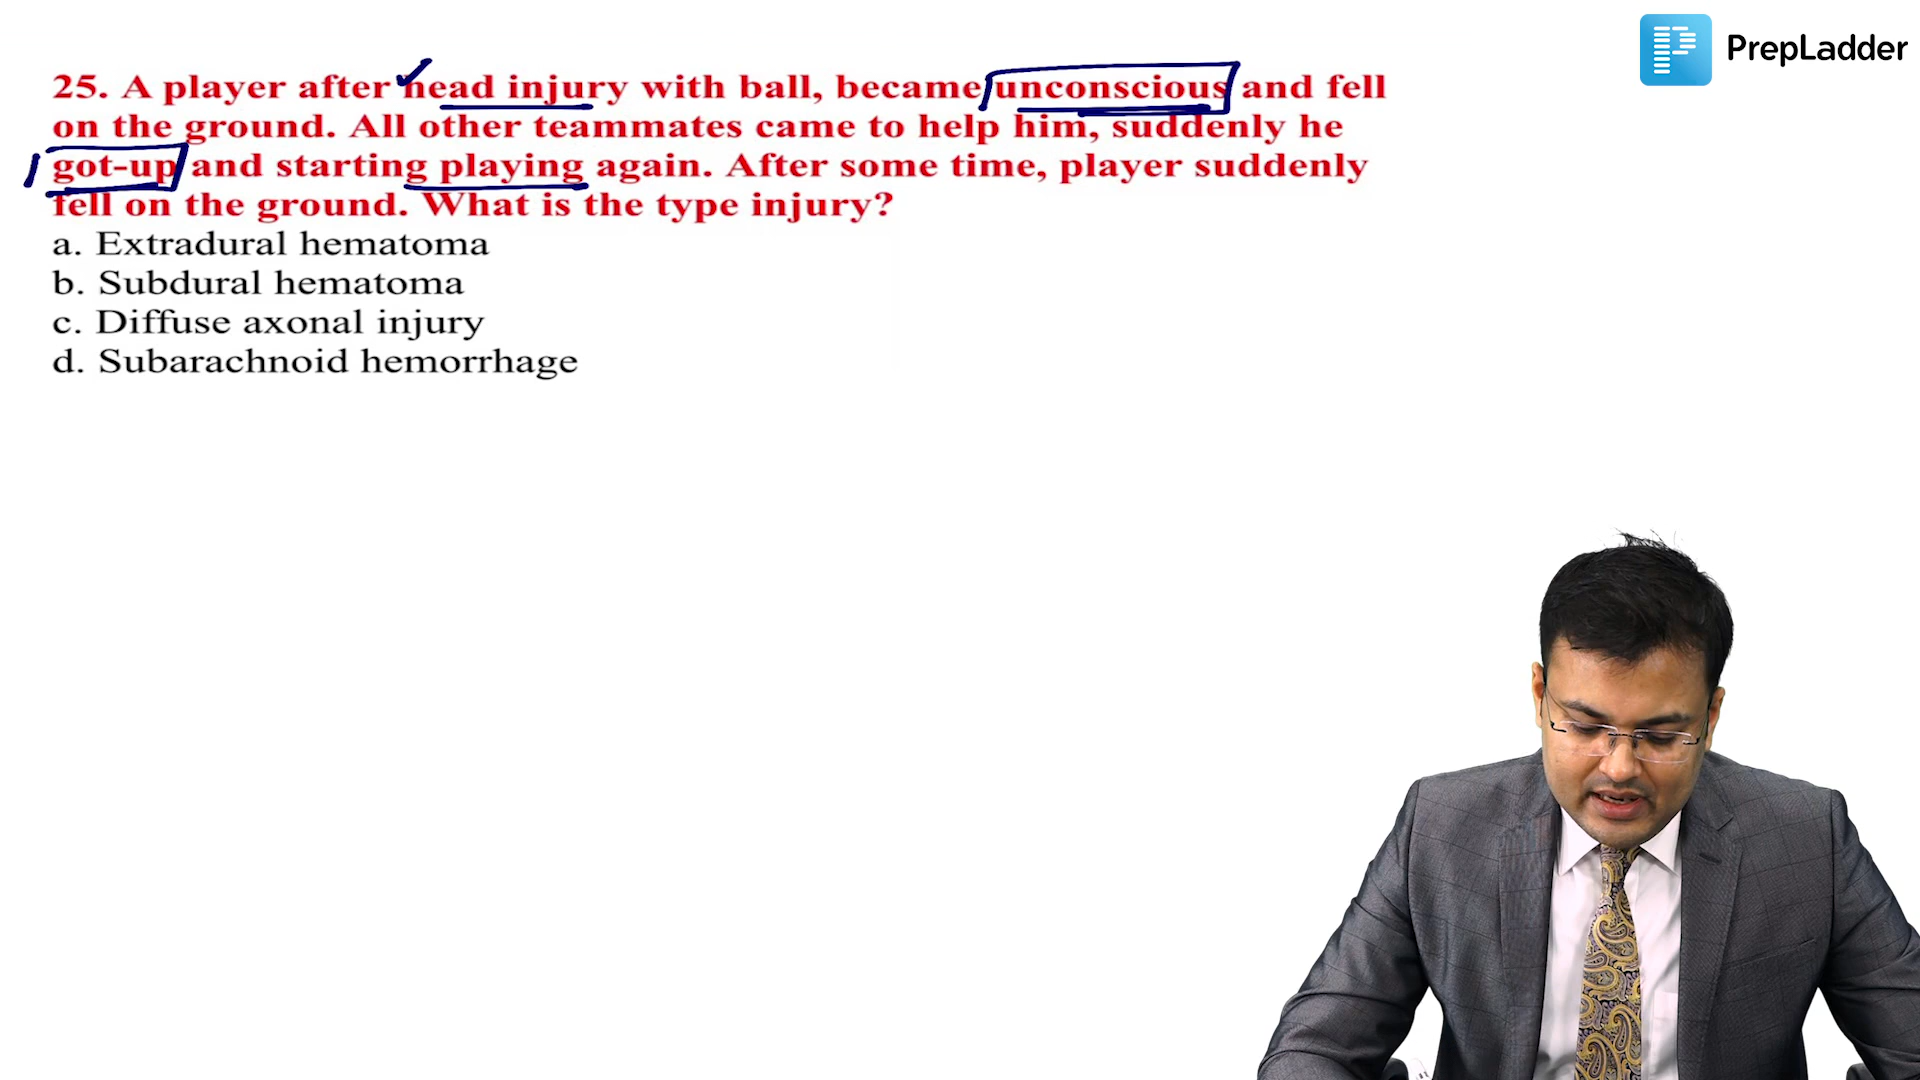 PrepLadder
25. A player after head injury with ball, became unconscious and fell
on the ground. All other teammates came to help him, suddenly he
got-up and starting playing again. After some time, player suddenly
fell on the ground. What is the type injury?
a. Extradural hematoma
b. Subdural hematoma
c. Diffuse axonal injury
d. Subarachnoid hemorrhage